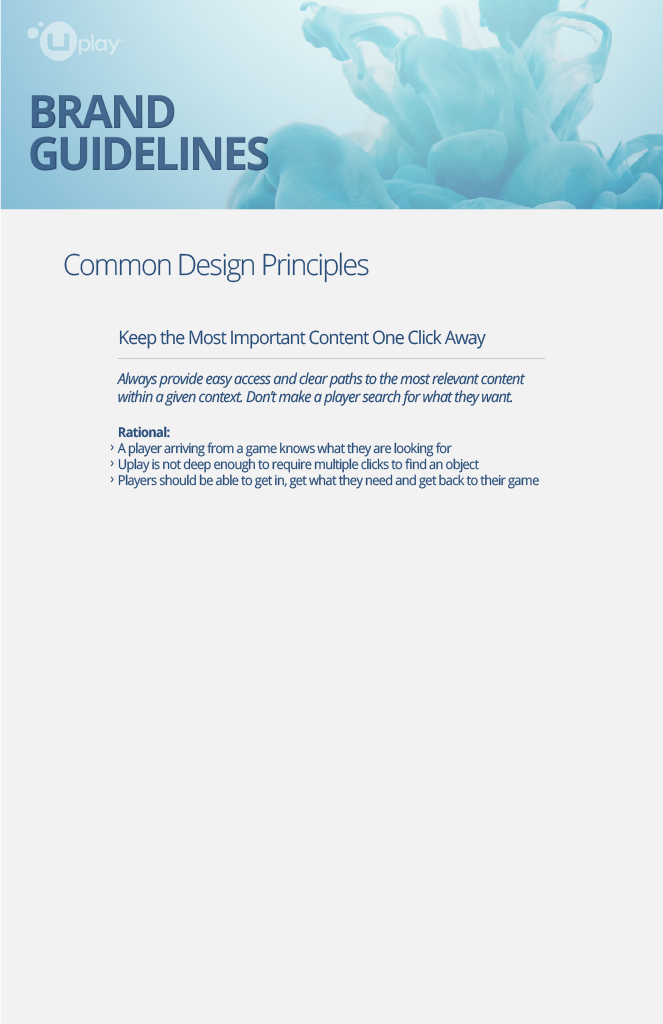 Uplay
BRAND
GUIDELINES
Common Design Principles
Keep the Most Important Content One Click Away
Always provide easy access and clear paths to the most relevant content
within a given context. Don't make a player search for what they want.
Rational:
› A player arriving from a game knows what they are looking for
› Uplay is not deep enough to require multiple clicks to find an object
› Players should be able to get in, get what they need and get back to their game